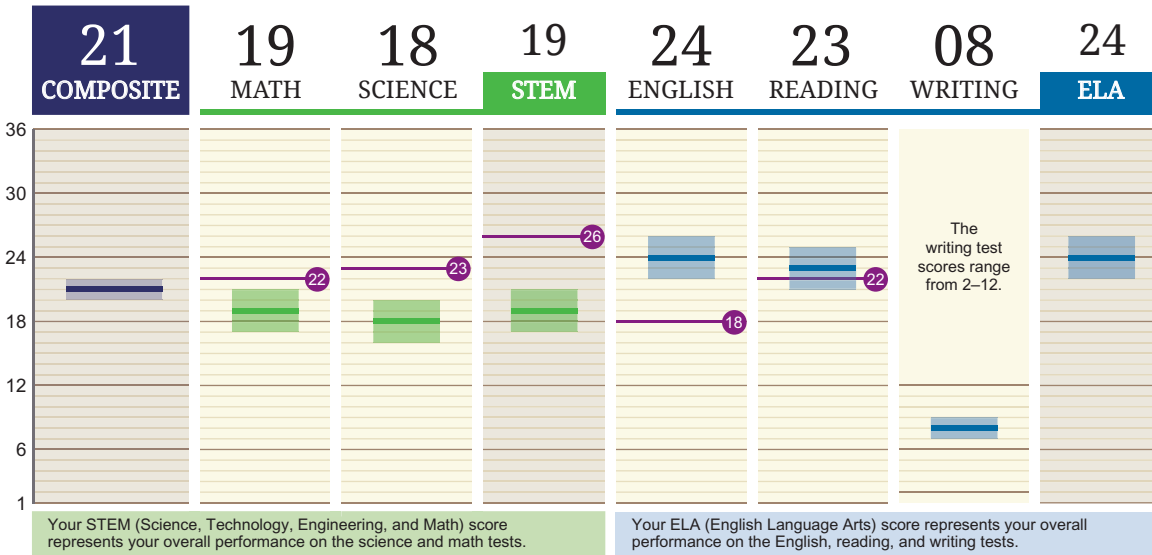 21 19 18 19 24 23 08 24
COMPOSITE MATH SCIENCE STEM ENGLISH READING WRITING ELA
36
30
24
18
12
6
1
22
23
26
18
22
The
writing test
scores range
from 2–12.
Your STEM (Science, Technology, Engineering, and Math) score
represents your overall performance on the science and math tests.
Your ELA (English Language Arts) score represents your overall
performance on the English, reading, and writing tests.